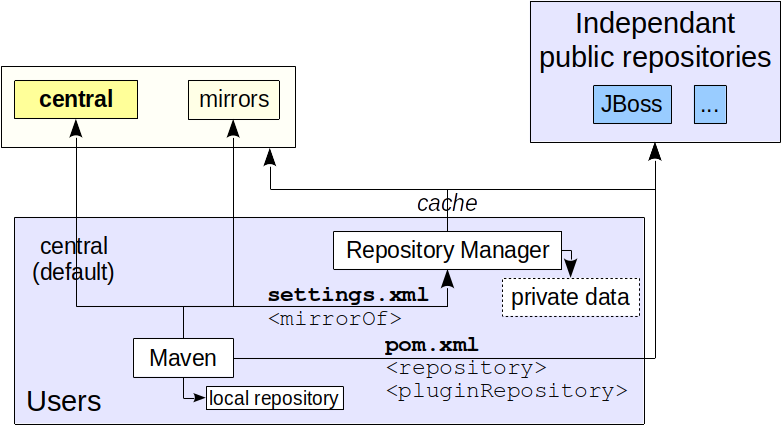 Independant
public repositories
JBoss
...
central
mirrors
cache
central
(default)
Repository Manager
private data
settings.xml
<mirrorOf>
Maven
pom.xml
<repository>
<pluginRepository>
local repository
Users